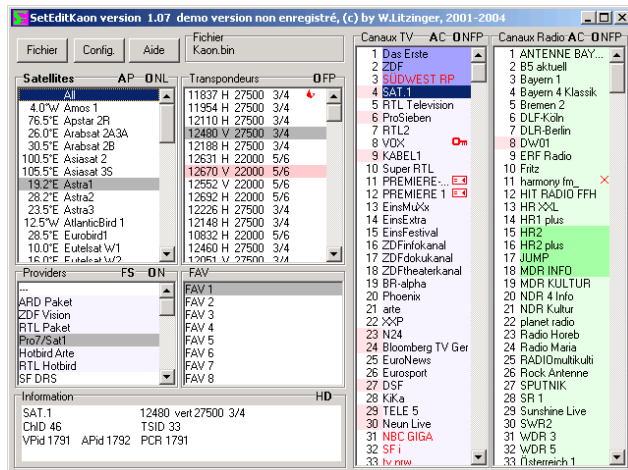 SetEditKaon version 1.07 demo version non enregistré, (c) by W.Litzinger, 2001-2004
Fichier
Config.
Aide
Fichier
Kaon.bin
Satellites AP ONL
All
4.0°W Amos 1
76.5°E Apstar 2R
26.0°E Arabsat 2A3A
30.5°E Arabsat 2B
100.5°E Asiasat 2
105.5°E Asiasat 3S
19.2°E Astra1
28.2°E Astra2
23.5°E Astra3
12.5°W AtlanticBird 1
28.5°E Eurobird1
10.0°E Eutelsat W1
16.0°E Eutelsat W2
Transpondeurs OFP
11837 H 27500 3/4
11954 H 27500 3/4
12110 H 27500 3/4
12480 V 27500 3/4
12188 H 27500 3/4
12631 H 22000 5/6
12670 V 22000 5/6
12552 V 22000 5/6
12692 H 22000 5/6
12226 H 27500 3/4
12148 H 27500 3/4
10832 H 22000 5/6
12460 H 27500 3/4
12051 V 27500 3/4
Providers FS ON
---
ARD Paket
ZDF Vision
RTL Paket
Pro7/Sat1
Hotbird Arte
RTL Hotbird
SF DRS
FAV
FAV 1
FAV 2
FAV 3
FAV 4
FAV 5
FAV 6
FAV 7
FAV 8
Information HD
SAT.1 12480 vert 27500 3/4
ChID 46 TSID 33
VPid 1791 APid 1792 PCR 1791
Canaux TV AC ONFP
1 Das Erste
2 ZDF
3 SÜDWEST RP
4 SAT.1
5 RTL Television
6 ProSieben
7 RTL2
8 VOX
9 KABEL1
10 Super RTL
11 PREMIERE-...
12 PREMIERE 1
13 EinsMuXx
14 EinsExtra
15 EinsFestival
16 ZDFinfokanal
17 ZDFdokukanal
18 ZDFtheaterkanal
19 BR-alpha
20 Phoenix
21 arte
22 XXP
23 N24
24 Bloomberg TV Ger
25 EuroNews
26 Eurosport
27 DSF
28 KiKa
29 TELE 5
30 Neun Live
31 NBC GIGA
32 SF i
33 tv.nrw
Canaux Radio AC ONFP
1 ANTENNE BAY...
2 B5 aktuell
3 Bayern 1
4 Bayern 4 Klassik
5 Bremen 2
6 DLF-Köln
7 DLR-Berlin
8 DW01
9 ERF Radio
10 Fritz
11 harmony fm_
12 HIT RADIO FFH
13 HR XXL
14 HR1 plus
15 HR2
16 HR2 plus
17 JUMP
18 MDR INFO
19 MDR KULTUR
20 NDR 4 Info
21 NDR Kultur
22 planet radio
23 Radio Horeb
24 Radio Maria
25 RADIOmultikulti
26 Rock Antenne
27 SPUTNIK
28 SR 1
29 Sunshine Live
30 SWR2
31 WDR 3
32 WDR 5
33 Österreich 1